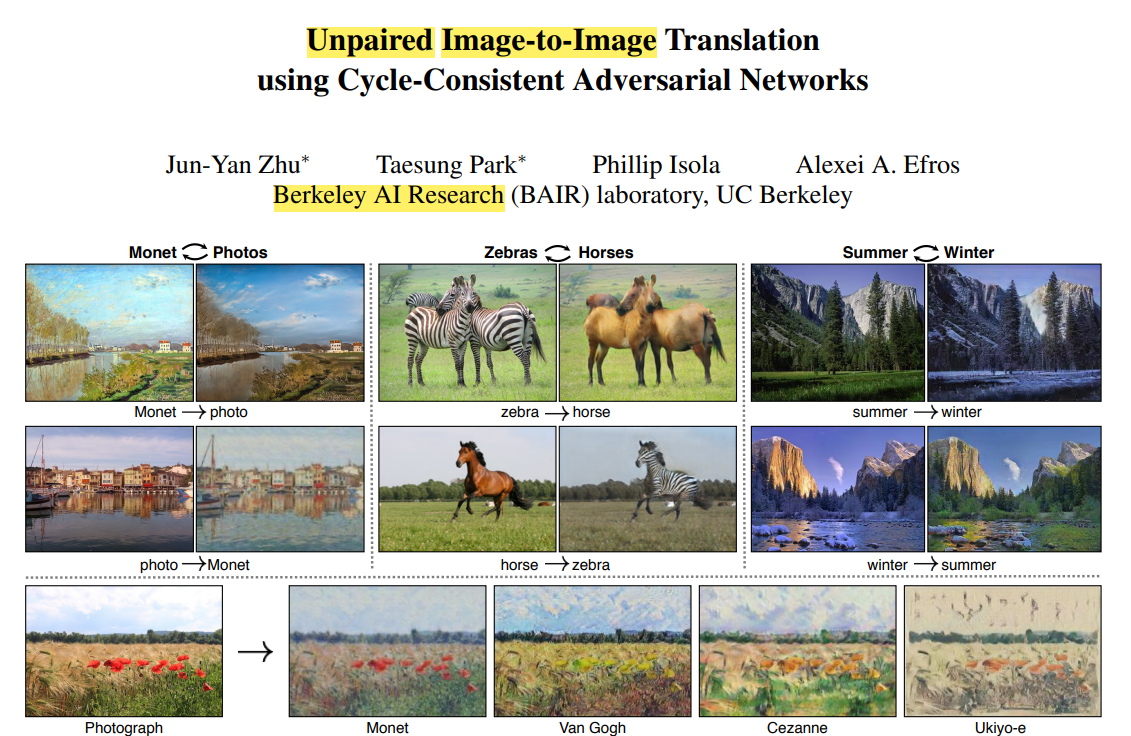 Unpaired Image-to-Image Translation
using Cycle-Consistent Adversarial Networks
Jun-Yan Zhu* Taesung Park* Phillip Isola Alexei A. Efros
Berkeley AI Research (BAIR) laboratory, UC Berkeley
Monet Photos
Zebras Horses
Summer Winter
Monet → photo
zebra → horse
summer → winter
photo → Monet
horse → zebra
winter → summer
Photograph
Monet
Van Gogh
Cezanne
Ukiyo-e